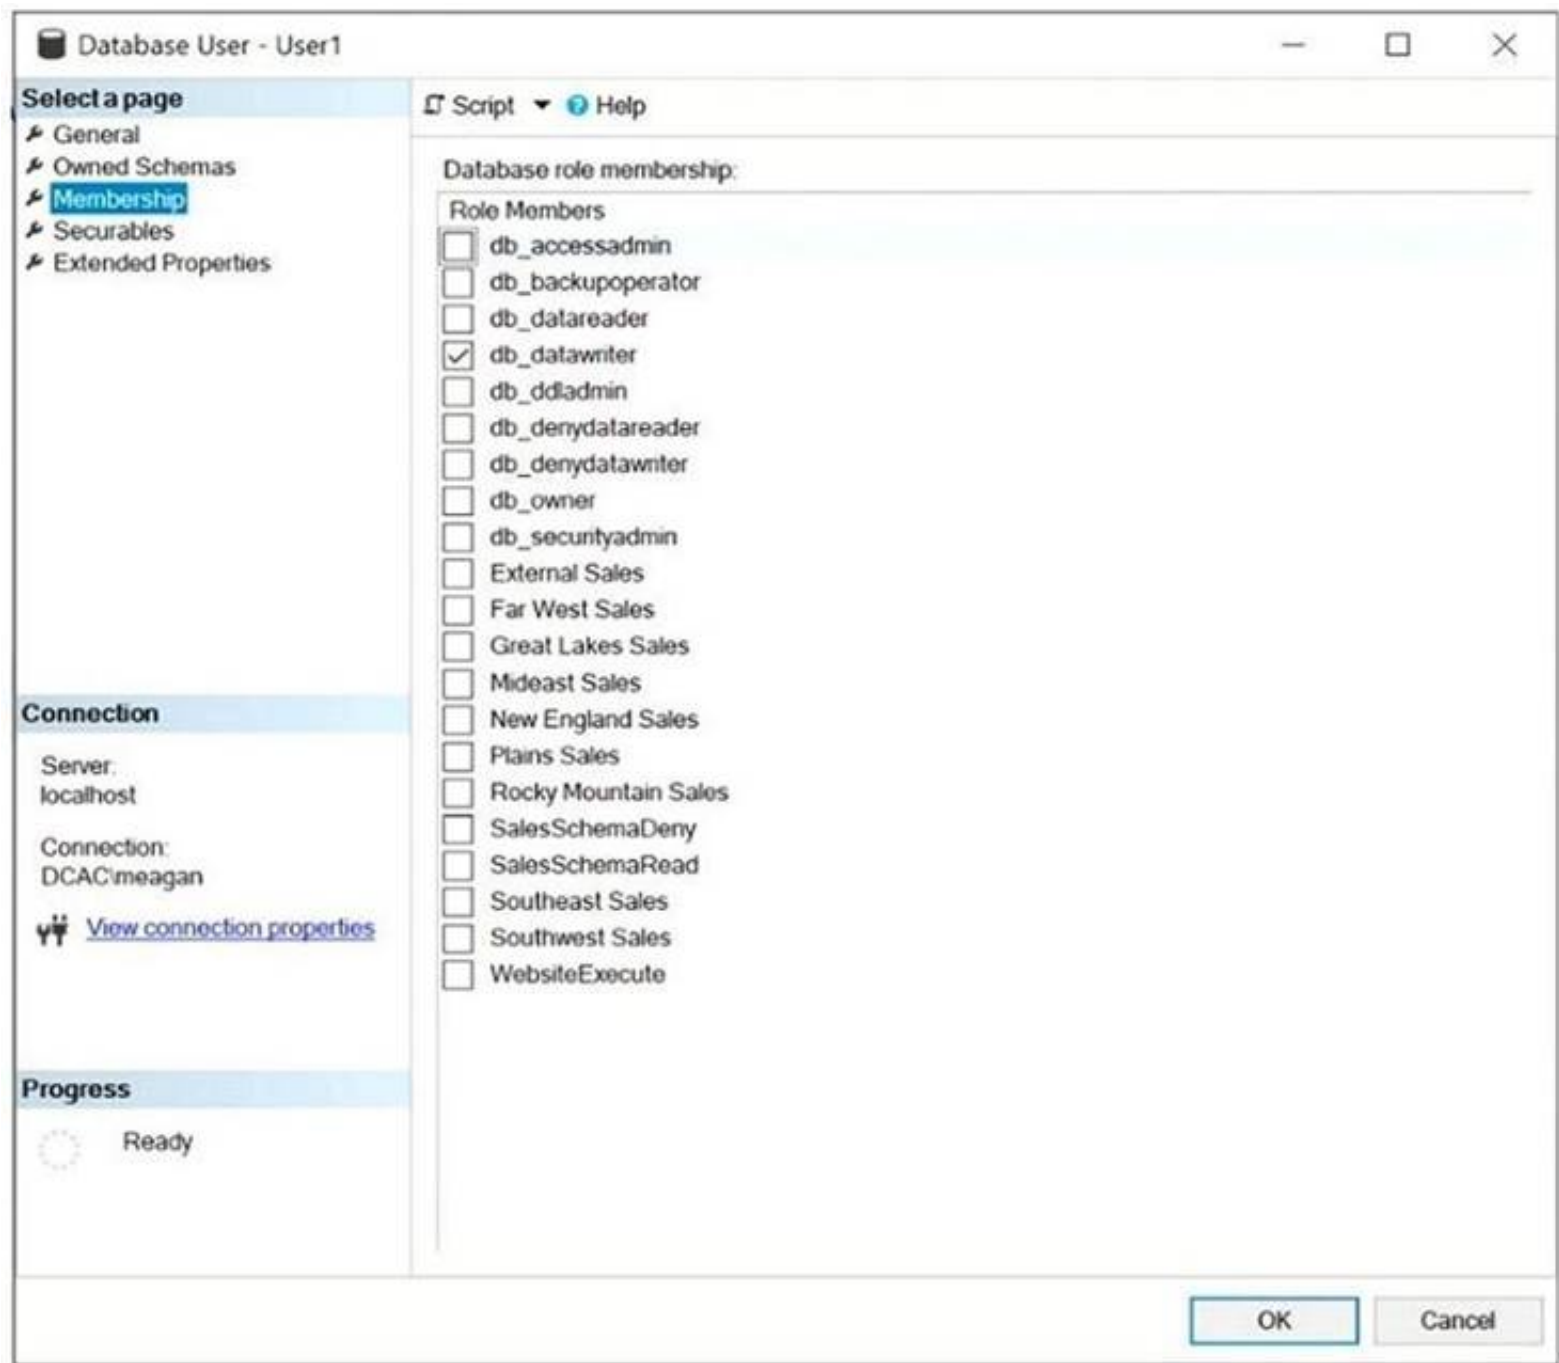 Database User - User1
Select a page
General
Owned Schemas
Membership
Securables
Extended Properties
Script Help
Database role membership:
Role Members
db_accessadmin
db_backupoperator
db_datareader
db_datawriter
db_ddladmin
db_denydatareader
db_denydatawriter
db_owner
db_securityadmin
External Sales
Far West Sales
Great Lakes Sales
Mideast Sales
New England Sales
Plains Sales
Rocky Mountain Sales
SalesSchemaDeny
SalesSchemaRead
Southeast Sales
Southwest Sales
WebsiteExecute
Connection
Server:
localhost
Connection:
DCAC\meagan
View connection properties
Progress
Ready
OK Cancel